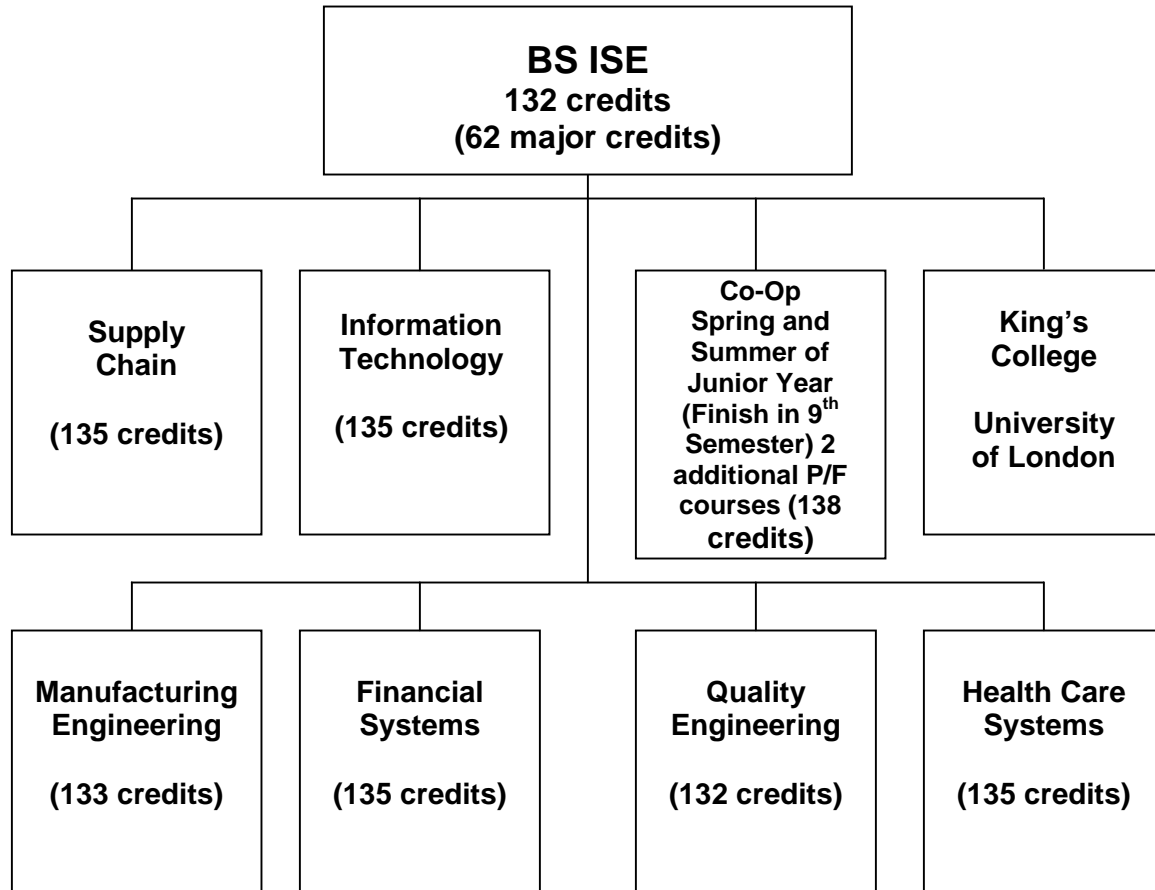 BS ISE
132 credits
(62 major credits)
Supply
Chain
(135 credits)
Information
Technology
(135 credits)
Co-Op
Spring and
Summer of
Junior Year
(Finish in 9th
Semester) 2
additional P/F
courses (138
credits)
King’s
College
University
of London
Manufacturing
Engineering
(133 credits)
Financial
Systems
(135 credits)
Quality
Engineering
(132 credits)
Health Care
Systems
(135 credits)